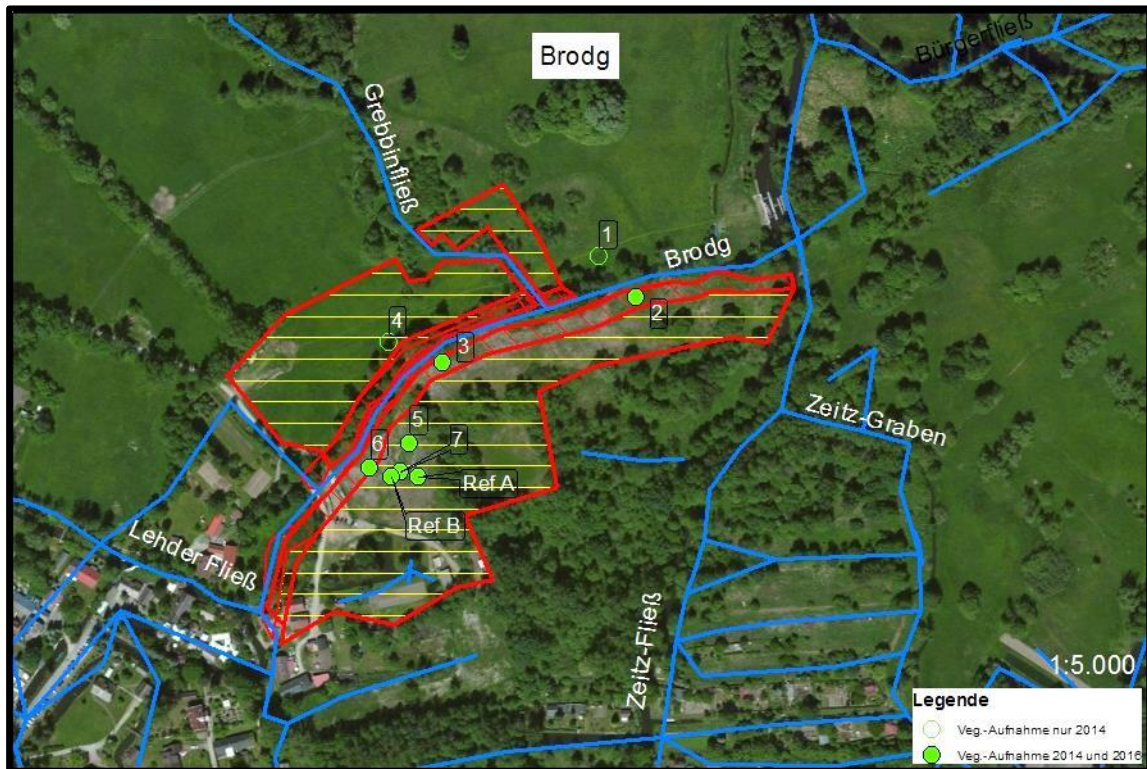 Brodg
Bürgerfließ
Grebbinfließ
1
Brodg
2
4
3
Zeitz-Graben
5
7
6
Ref A
Ref B
Lehder Fließ
Zeitz-Fließ
1:5.000
Legende
Veg.-Aufnahme nur 2014
Veg.-Aufnahme 2014 und 2016